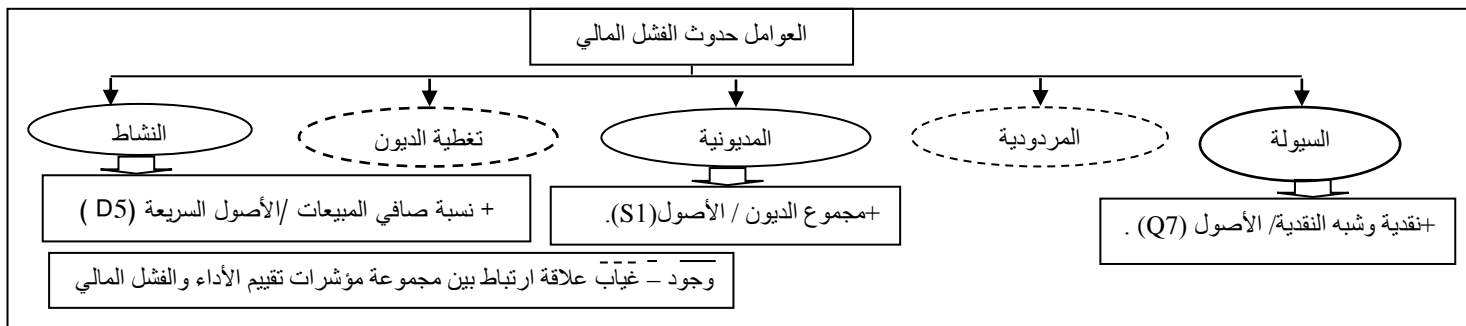 العوامل حدوث الفشل المالي
السيولة
المردودية
المديونية
تغطية الديون
النشاط
+نقدية وشبه النقدية/ الأصول (Q7) .
+مجموع الديون / الأصول(S1).
+ نسبة صافي المبيعات /الأصول السريعة (D5 )
وجود – غياب علاقة ارتباط بين مجموعة مؤشرات تقييم الأداء والفشل المالي